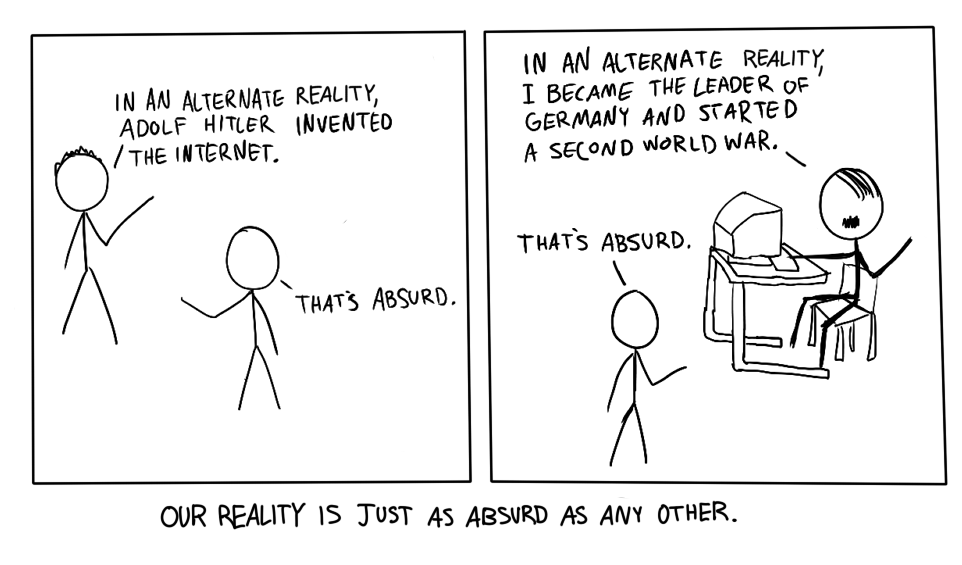 IN AN ALTERNATE REALITY,
ADOLF HITLER INVENTED
THE INTERNET.
THAT'S ABSURD.
IN AN ALTERNATE REALITY,
I BECAME THE LEADER OF
GERMANY AND STARTED
A SECOND WORLD WAR.
THAT'S ABSURD.
OUR REALITY IS JUST AS ABSURD AS ANY OTHER.